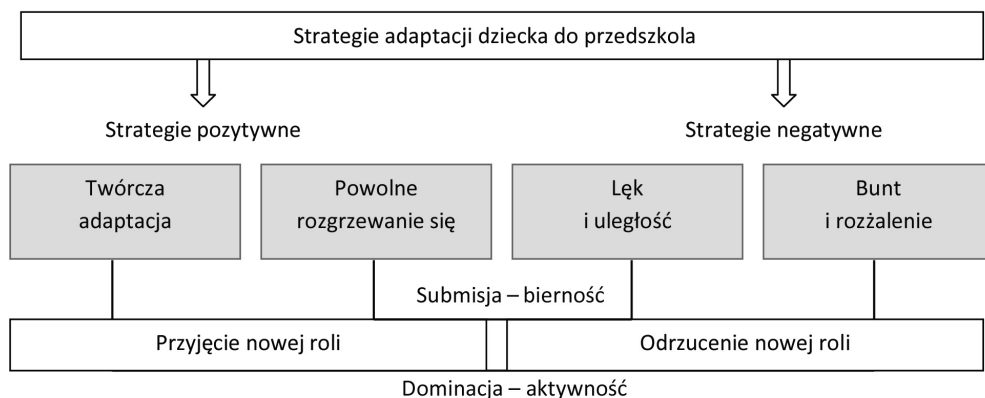 Strategie adaptacji dziecka do przedszkola
Strategie pozytywne
Strategie negatywne
Twórcza
adaptacja
Powolne
rozgrzewanie się
Lęk
i uległość
Bunt
i rozżalenie
Submisja – bierność
Przyjęcie nowej roli
Odrzucenie nowej roli
Dominacja – aktywność